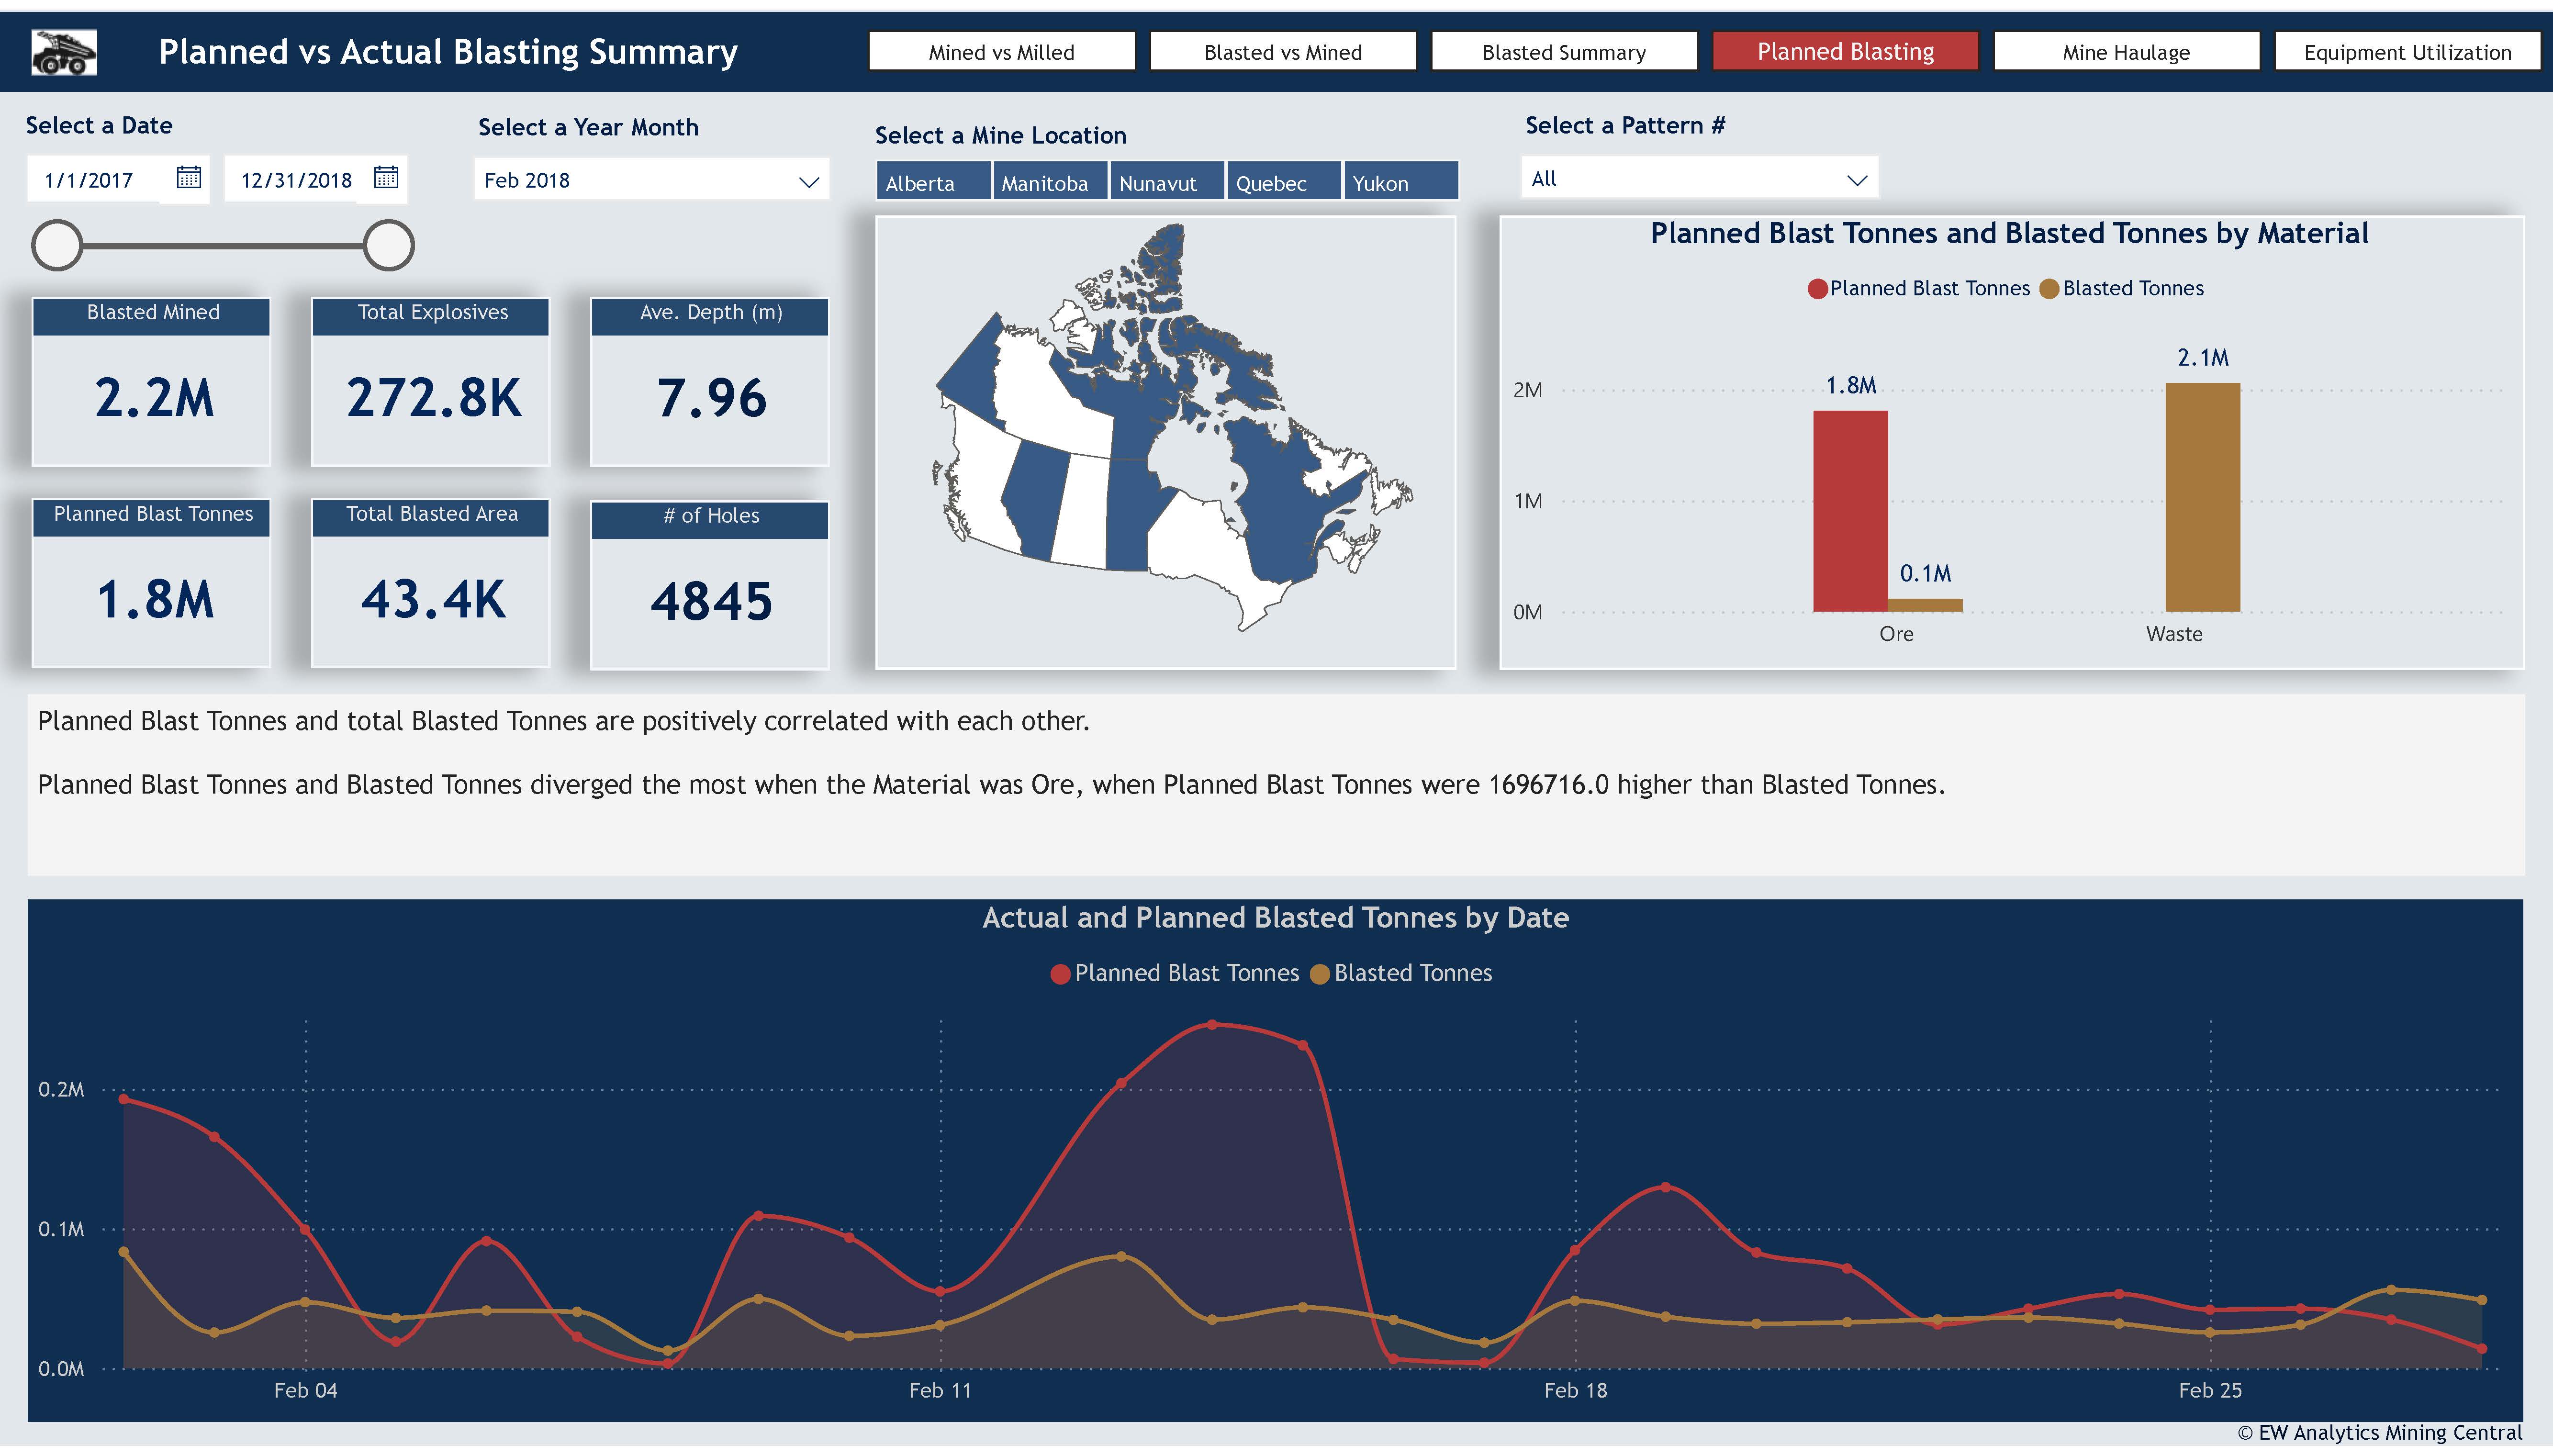 Planned vs Actual Blasting Summary
Mined vs Milled
Blasted vs Mined
Blasted Summary
Planned Blasting
Mine Haulage
Equipment Utilization
Select a Date
Select a Year Month
Select a Mine Location
Select a Pattern #
1/1/2017
12/31/2018
Feb 2018
Alberta
Manitoba
Nunavut
Quebec
Yukon
All
Blasted Mined
2.2M
Total Explosives
272.8K
Ave. Depth (m)
7.96
Planned Blast Tonnes
1.8M
Total Blasted Area
43.4K
# of Holes
4845
Planned Blast Tonnes and Blasted Tonnes by Material
Planned Blast Tonnes
Blasted Tonnes
2M
1M
0M
1.8M
0.1M
2.1M
Ore
Waste
Planned Blast Tonnes and total Blasted Tonnes are positively correlated with each other.
Planned Blast Tonnes and Blasted Tonnes diverged the most when the Material was Ore, when Planned Blast Tonnes were 1696716.0 higher than Blasted Tonnes.
Actual and Planned Blasted Tonnes by Date
Planned Blast Tonnes
Blasted Tonnes
0.2M
0.1M
0.0M
Feb 04
Feb 11
Feb 18
Feb 25
© EW Analytics Mining Central